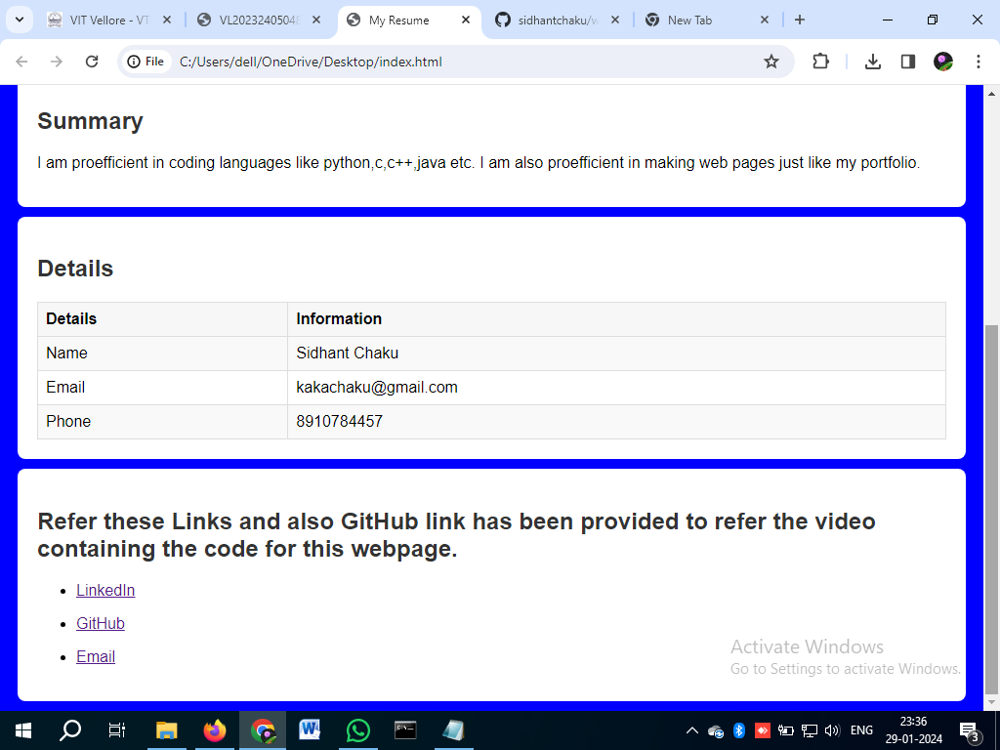 VIT Vellore - VT
VL202324050
My Resume
sidhantchaku/w
New Tab
File
C:/Users/dell/OneDrive/Desktop/index.html
Summary
I am proefficient in coding languages like python,c,c++,java etc. I am also proefficient in making web pages just like my portfolio.
Details
Details Information
Name Sidhant Chaku
Email kakachaku@gmail.com
Phone 8910784457
Refer these Links and also GitHub link has been provided to refer the video
containing the code for this webpage.
LinkedIn
GitHub
Email
Activate Windows
Go to Settings to activate Windows.
ENG
23:36
29-01-2024
3